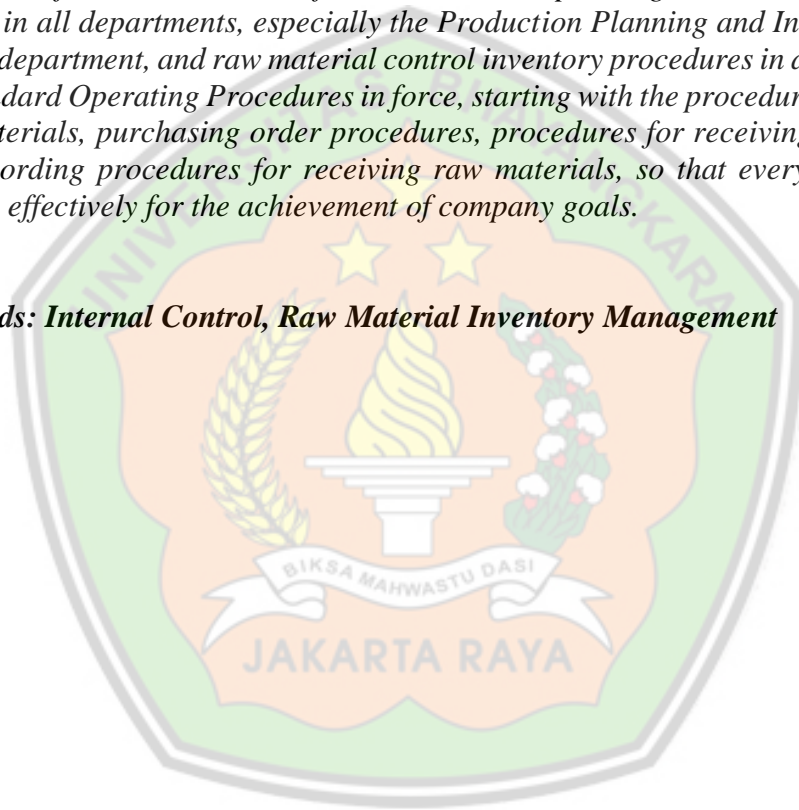 in all departments, especially the Production Planning and In
department, and raw material control inventory procedures in
dard Operating Procedures in force, starting with the procedur
terials, purchasing order procedures, procedures for receiving
ording procedures for receiving raw materials, so that every
effectively for the achievement of company goals.
ds: Internal Control, Raw Material Inventory Management
UNIVERSITAS BHAYANGKARA
BIKSA MAHWASTU DASI
JAKARTA RAYA